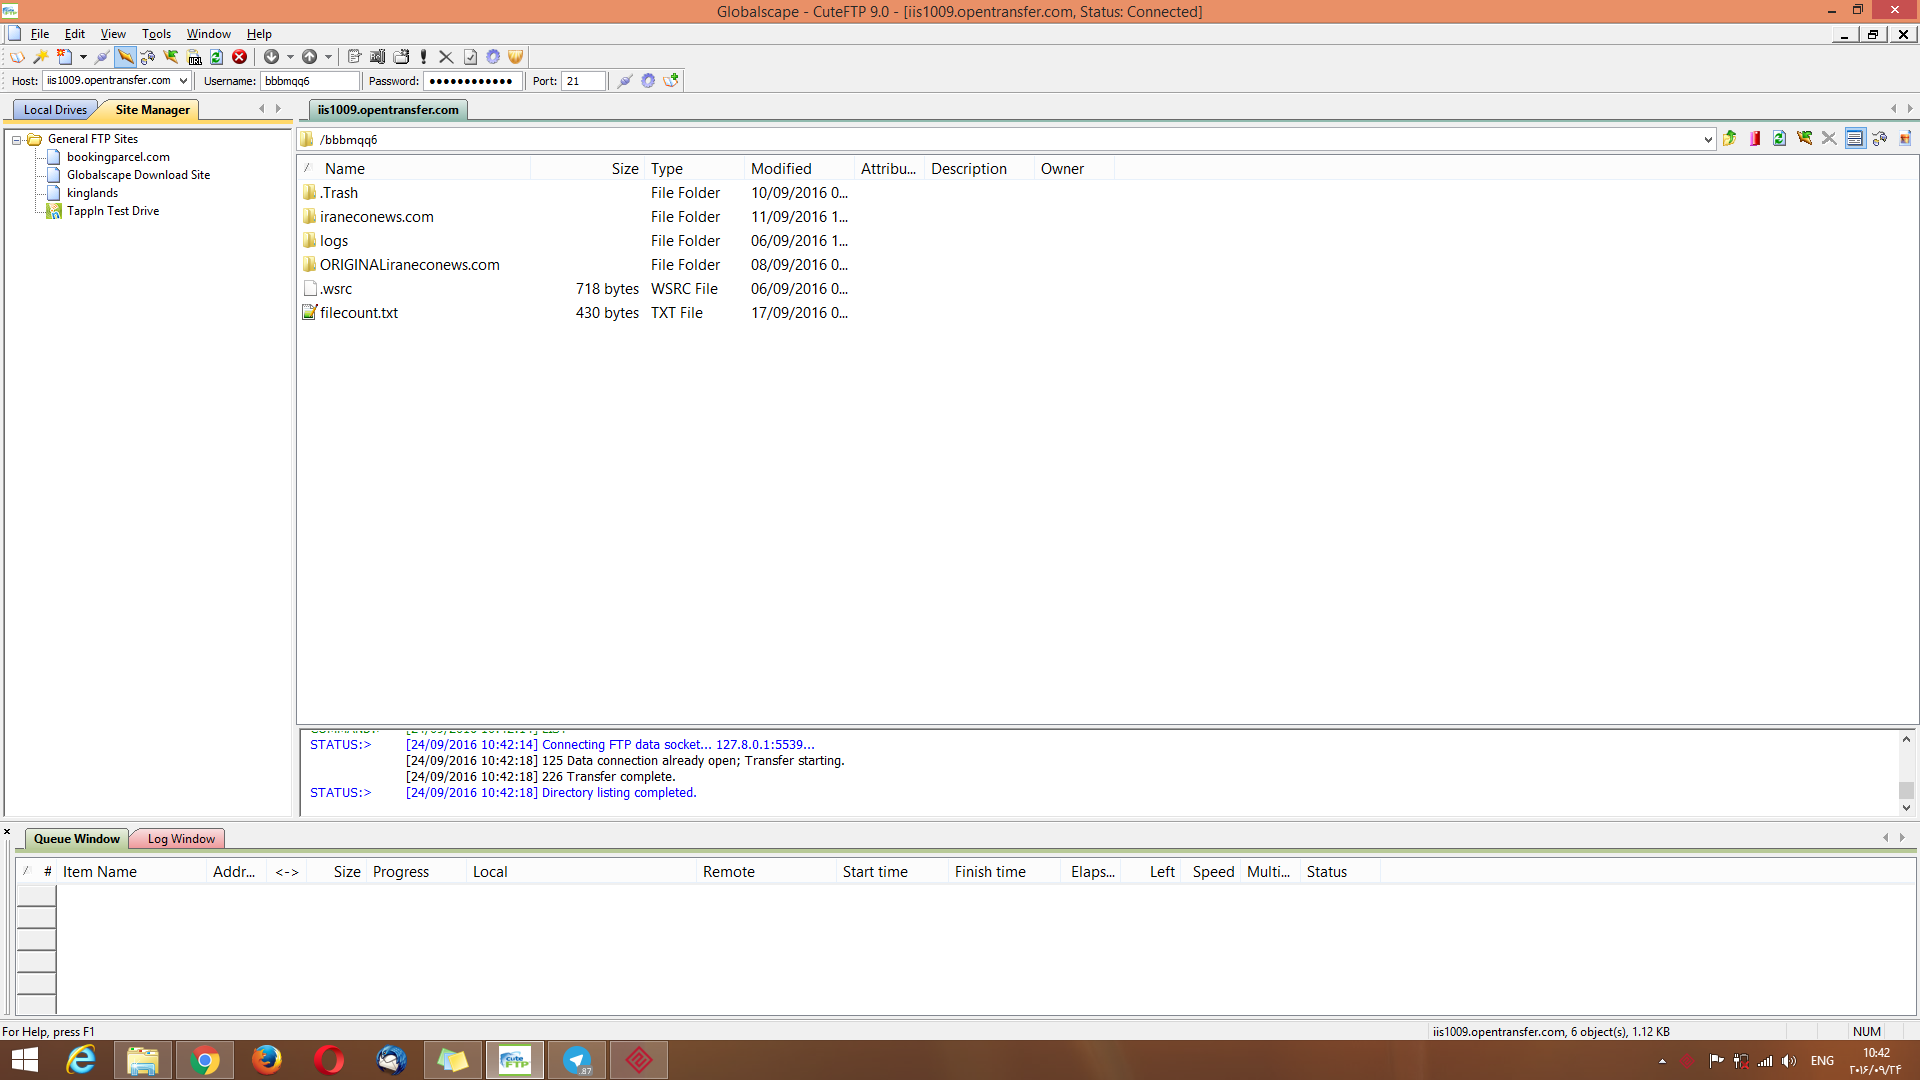 Globalscape - CuteFTP 9.0 - [iis1009.opentransfer.com, Status: Connected]
File Edit View Tools Window Help
Host: iis1009.opentransfer.com Username: bbbmqq6 Password: ●●●●●●●●●●●● Port: 21
Local Drives Site Manager iis1009.opentransfer.com
General FTP Sites
bookingparcel.com
Globalscape Download Site
kinglands
TappIn Test Drive
/bbbmqq6
Name Size Type Modified Attribu... Description Owner
.Trash File Folder 10/09/2016 0...
iraneconews.com File Folder 11/09/2016 1...
logs File Folder 06/09/2016 1...
ORIGINALiraneconews.com File Folder 08/09/2016 0...
.wsrc 718 bytes WSRC File 06/09/2016 0...
filecount.txt 430 bytes TXT File 17/09/2016 0...
STATUS:> [24/09/2016 10:42:14] Connecting FTP data socket... 127.8.0.1:5539...
[24/09/2016 10:42:18] 125 Data connection already open; Transfer starting.
[24/09/2016 10:42:18] 226 Transfer complete.
STATUS:> [24/09/2016 10:42:18] Directory listing completed.
Queue Window Log Window
# Item Name Addr... <-> Size Progress Local Remote Start time Finish time Elaps... Left Speed Multi... Status
For Help, press F1
iis1009.opentransfer.com, 6 object(s), 1.12 KB NUM
cute FTP
87
ENG
10:42
۲۰۱۶/۰۹/۲۴